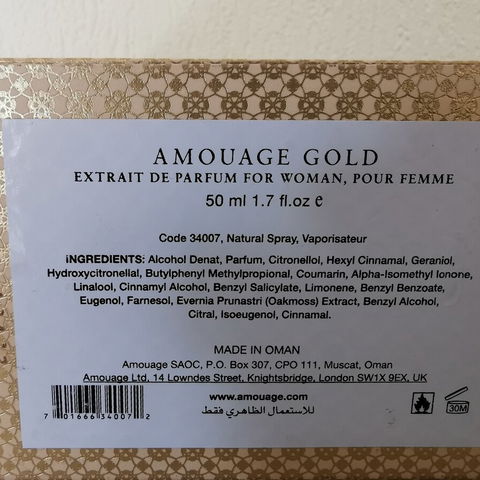 AMOUAGE GOLD
EXTRAIT DE PARFUM FOR WOMAN, POUR FEMME
50 ml 1.7 fl.oz e
Code 34007, Natural Spray, Vaporisateur
INGREDIENTS: Alcohol Denat, Parfum, Citronellol, Hexyl Cinnamal, Geraniol,
Hydroxycitronellal, Butylphenyl Methylpropional, Coumarin, Alpha-Isomethyl Ionone,
Linalool, Cinnamyl Alcohol, Benzyl Salicylate, Limonene, Benzyl Benzoate,
Eugenol, Farnesol, Evernia Prunastri (Oakmoss) Extract, Benzyl Alcohol,
Citral, Isoeugenol, Cinnamal.
MADE IN OMAN
Amouage SAOC, P.O. Box 307, CPO 111, Muscat, Oman
Amouage Ltd, 14 Lowndes Street, Knightsbridge, London SW1X 9EX, UK
www.amouage.com
للإستعمال الظاهري فقط
7 01666 34007 2
30M